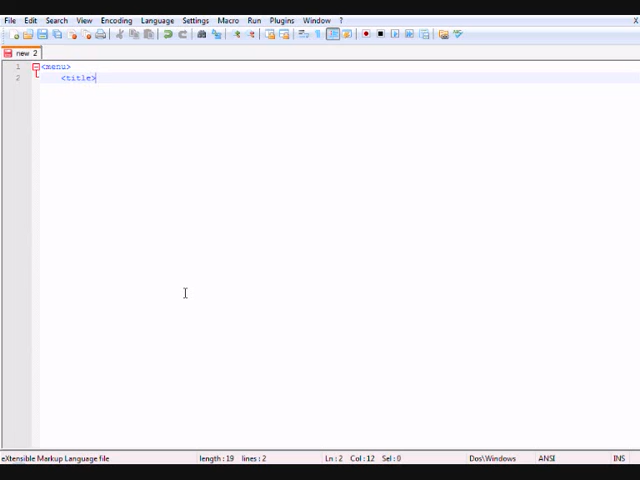 File Edit Search View Encoding Language Settings Macro Run Plugins Window ? X
new 2
1 <menu>
2 <title>
eXtensible Markup Language file length : 19 lines : 2 Ln : 2 Col : 12 Sel : 0 Dos\Windows ANSI INS